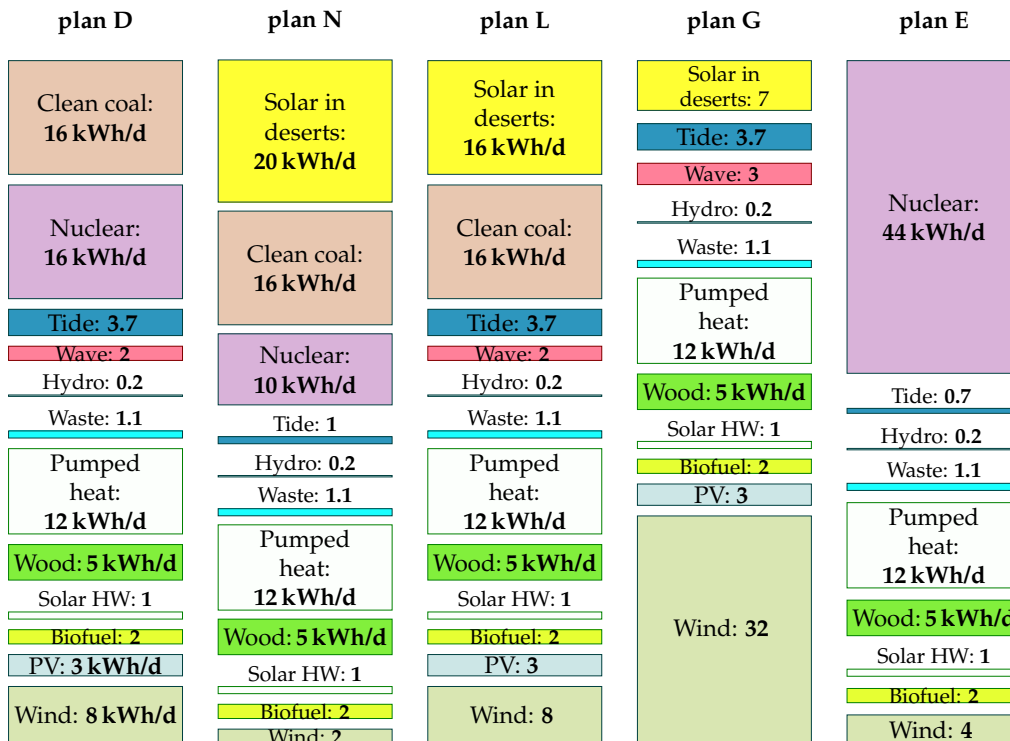 plan D
Clean coal:
16 kWh/d
Nuclear:
16 kWh/d
Tide: 3.7
Wave: 2
Hydro: 0.2
Waste: 1.1
Pumped
heat:
12 kWh/d
Wood: 5 kWh/d
Solar HW: 1
Biofuel: 2
PV: 3 kWh/d
Wind: 8 kWh/d
plan N
Solar in
deserts:
20 kWh/d
Clean coal:
16 kWh/d
Nuclear:
10 kWh/d
Tide: 1
Hydro: 0.2
Waste: 1.1
Pumped
heat:
12 kWh/d
Wood: 5 kWh/d
Solar HW: 1
Biofuel: 2
Wind: 2
plan L
Solar in
deserts:
16 kWh/d
Clean coal:
16 kWh/d
Tide: 3.7
Wave: 2
Hydro: 0.2
Waste: 1.1
Pumped
heat:
12 kWh/d
Wood: 5 kWh/d
Solar HW: 1
Biofuel: 2
PV: 3
Wind: 8
plan G
Solar in
deserts: 7
Tide: 3.7
Wave: 3
Hydro: 0.2
Waste: 1.1
Pumped
heat:
12 kWh/d
Wood: 5 kWh/d
Solar HW: 1
Biofuel: 2
PV: 3
Wind: 32
plan E
Nuclear:
44 kWh/d
Tide: 0.7
Hydro: 0.2
Waste: 1.1
Pumped
heat:
12 kWh/d
Wood: 5 kWh/d
Solar HW: 1
Biofuel: 2
Wind: 4